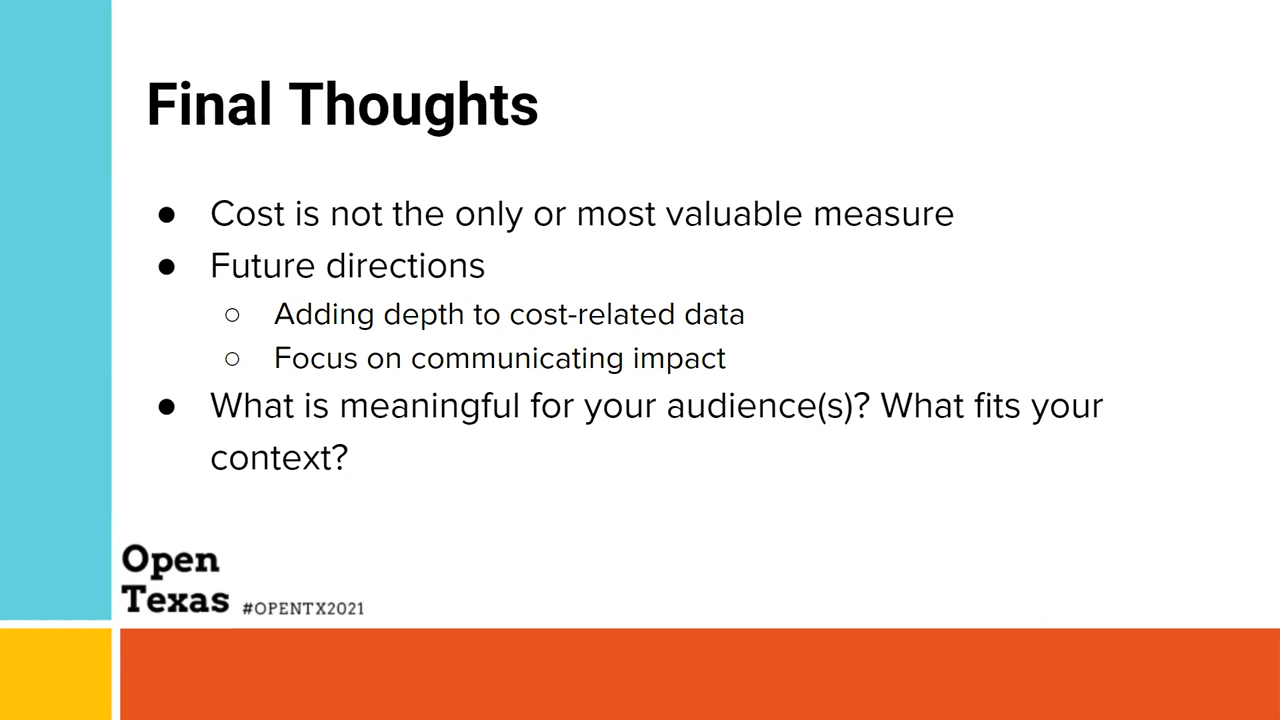 Final Thoughts
● Cost is not the only or most valuable measure
● Future directions
○ Adding depth to cost-related data
○ Focus on communicating impact
● What is meaningful for your audience(s)? What fits your
context?
Open
Texas #OPENTX2021